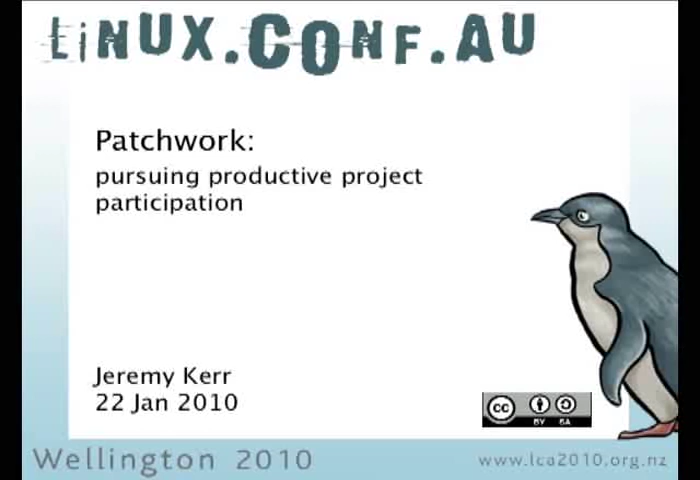 LiNUX.CONF.AU
Patchwork:
pursuing productive project
participation
Jeremy Kerr
22 Jan 2010
cc
BY SA
Wellington 2010
www.lca2010.org.nz